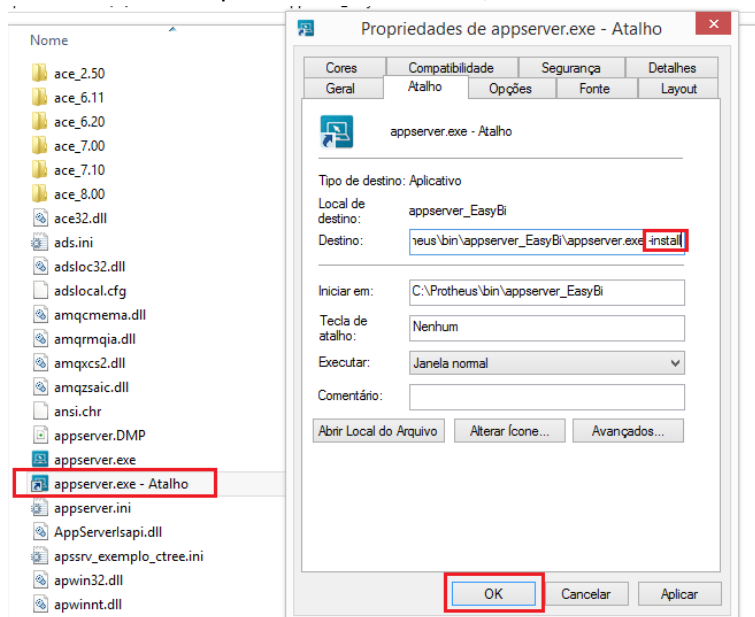 Nome
ace_2.50
ace_6.11
ace_6.20
ace_7.00
ace_7.10
ace_8.00
ace32.dll
ads.ini
adsloc32.dll
adslocal.cfg
amqcmema.dll
amqrmqia.dll
amqxcs2.dll
amqzsaic.dll
ansi.chr
appserver.DMP
appserver.exe
appserver.exe - Atalho
appserver.ini
AppServerIsapi.dll
apssrv_exemplo_ctree.ini
apwin32.dll
apwinnt.dll
Propriedades de appserver.exe - Atalho
Cores Compatibilidade Segurança Detalhes
Geral Atalho Opções Fonte Layout
appserver.exe - Atalho
Tipo de destino: Aplicativo
Local de
destino: appserver_EasyBi
Destino: neus\bin\appserver_EasyBi\appserver.exe -install
Iniciar em: C:\Protheus\bin\appserver_EasyBi
Tecla de
atalho: Nenhum
Executar: Janela normal
Comentário:
Abrir Local do Arquivo Alterar Ícone... Avançados...
OK Cancelar Aplicar